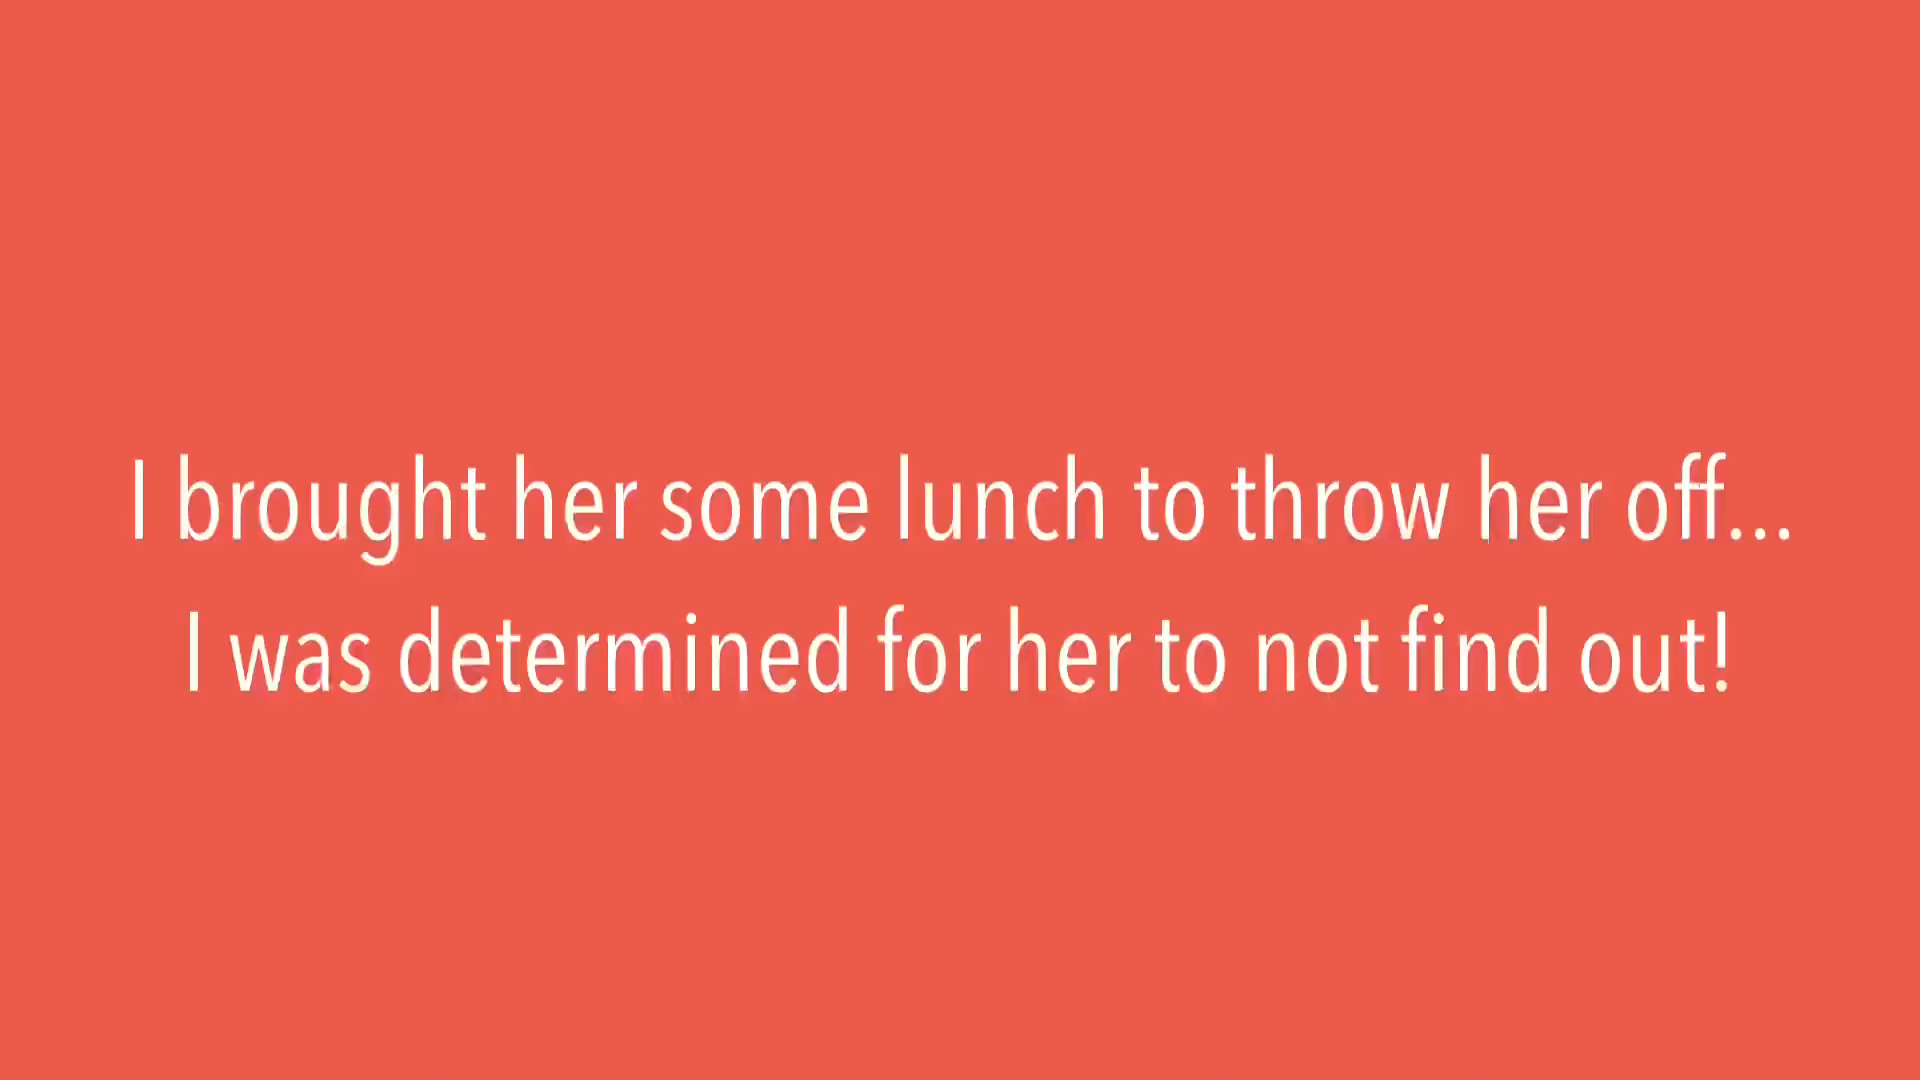 I brought her some lunch to throw her off...
I was determined for her to not find out!